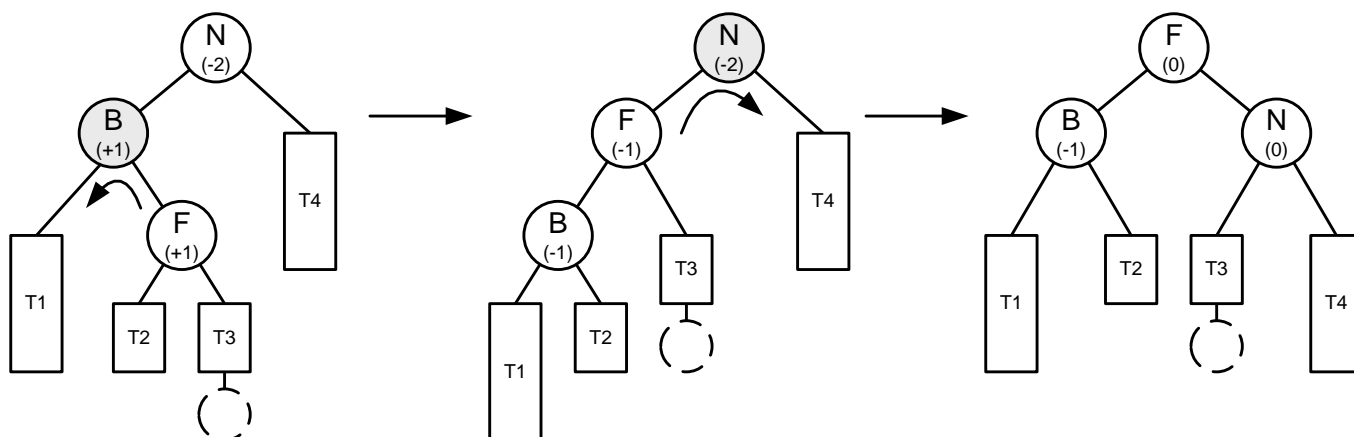 N
(-2)
B
(+1)
F
(+1)
T1
T2
T3
T4
N
(-2)
F
(-1)
B
(-1)
T1
T2
T3
T4
F
(0)
B
(-1)
N
(0)
T1
T2
T3
T4